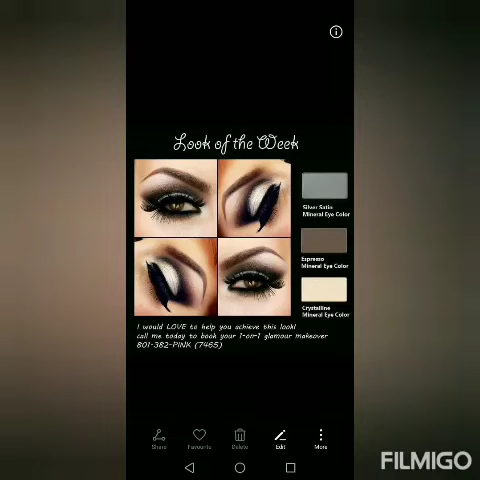 Look of the Week
Silver Satin
Mineral Eye Color
Espresso
Mineral Eye Color
Crystalline
Mineral Eye Color
I would LOVE to help you achieve this look!
call me today to book your 1-on-1 glamour makeover
801-382-PINK (7465)
Share
Favourite
Delete
Edit
More
FILMIGO